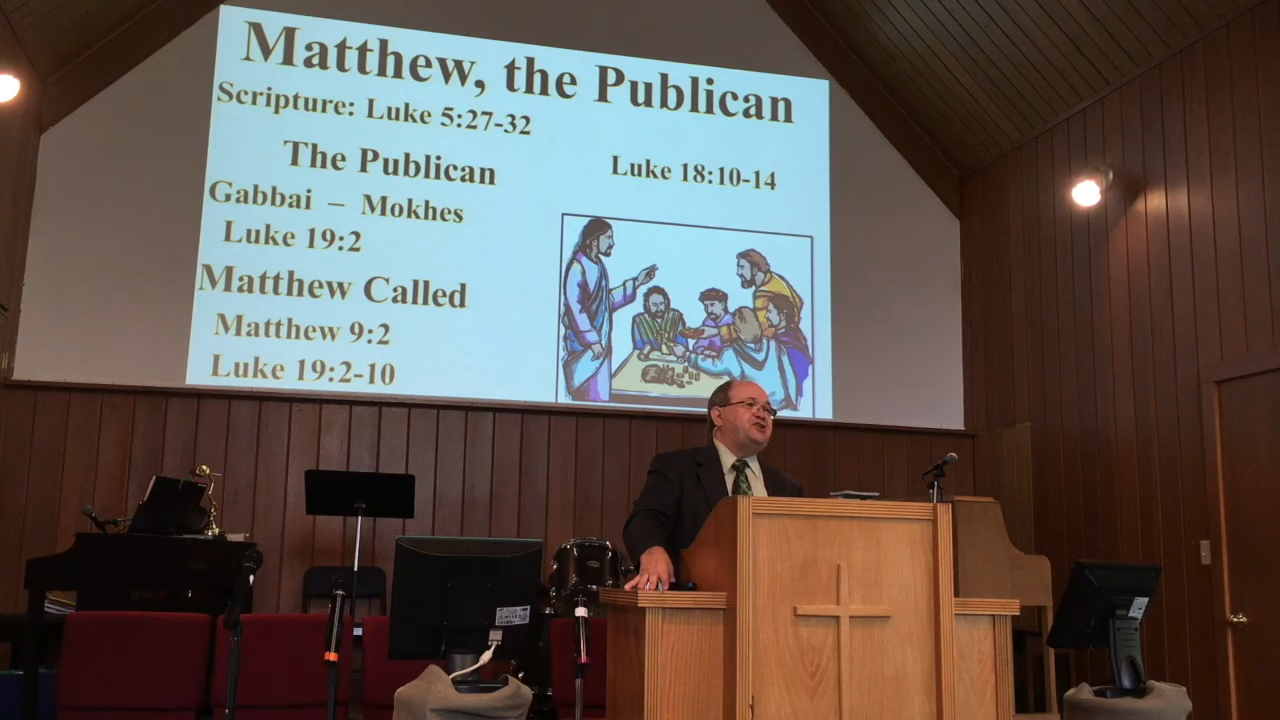 Matthew, the Publican
Scripture: Luke 5:27-32
The Publican
Luke 18:10-14
Gabbai – Mokhes
Luke 19:2
Matthew Called
Matthew 9:2
Luke 19:2-10